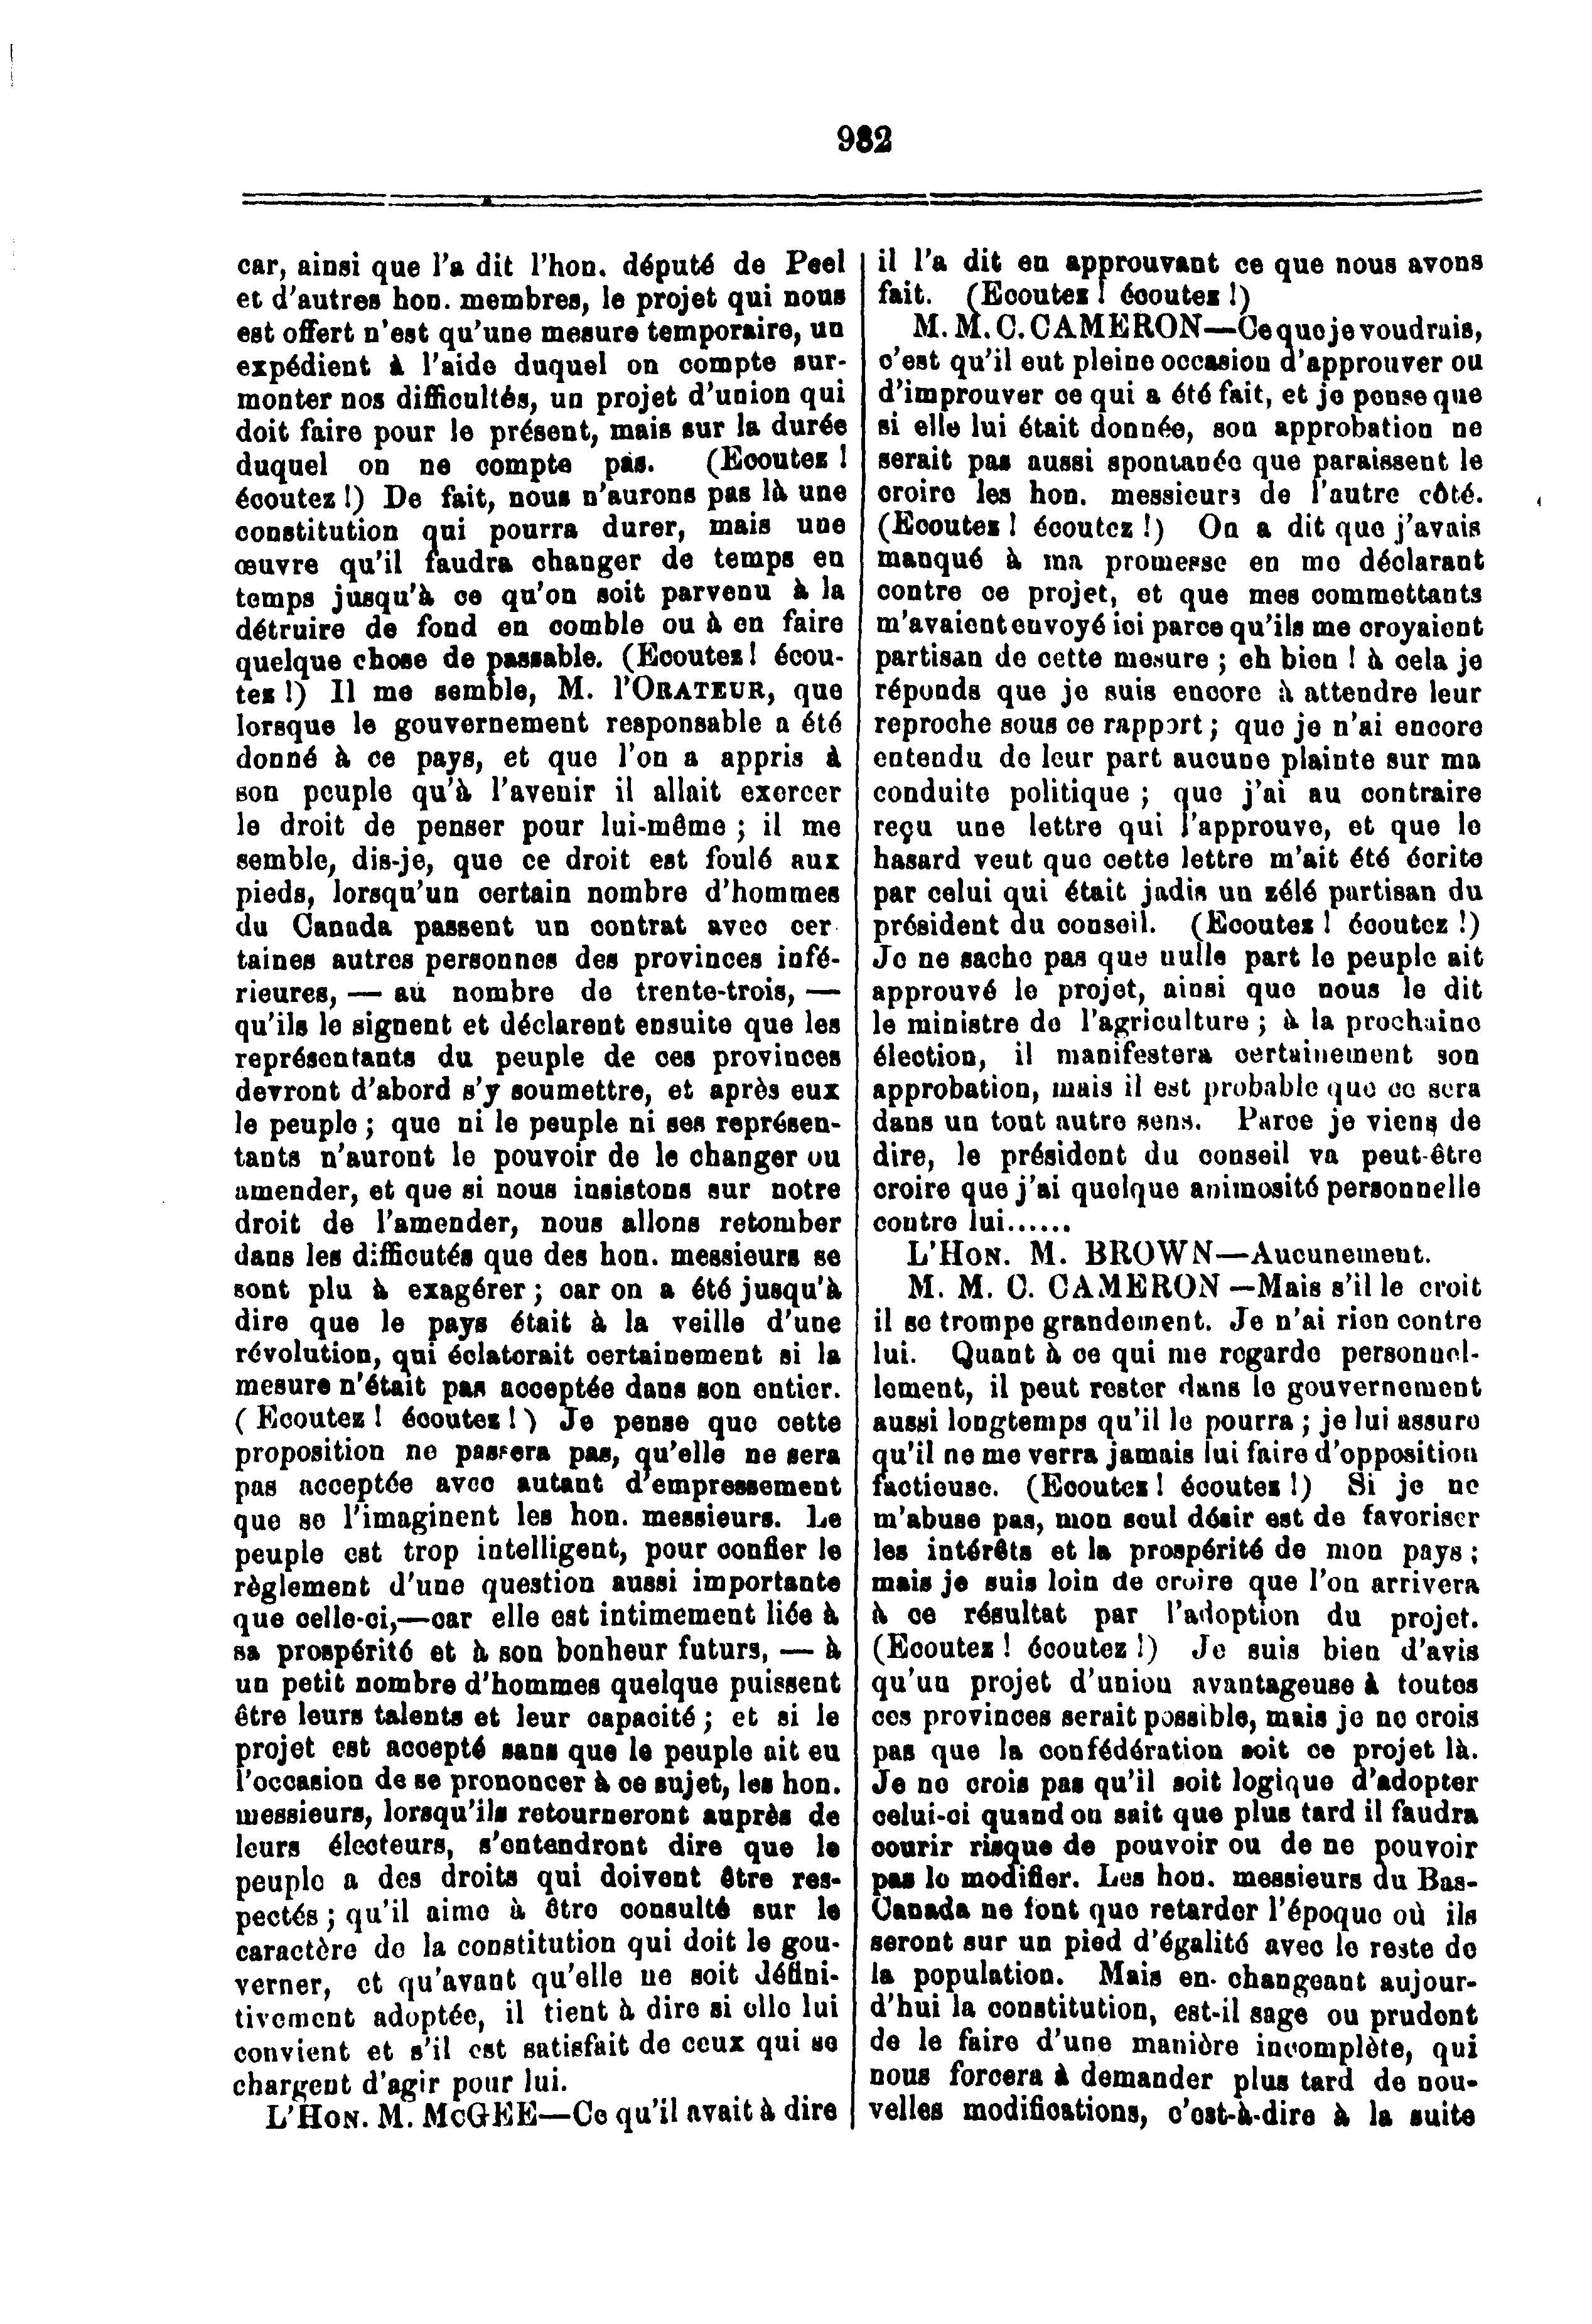 982
car, ainsi que l'a dit l'hon. député de Peel
et d'autres hon. membres, le projet qui nous
est offert n'est qu'une mesure temporaire, un
expédient à l'aide duquel on compte sur-
monter nos difficultés, un projet d'union qui
doit faire pour le présent, mais sur la durée
duquel on ne compte pas. (Ecoutez !
écoutez !) De fait, nous n'aurons pas là une
constitution qui pourra durer, mais une
œuvre qu'il faudra changer de temps en
temps jusqu'à ce qu'on soit parvenu à la
détruire de fond en comble ou à en faire
quelque chose de passable. (Ecoutez ! écou-
tez !) Il me semble, M. l'ORATEUR, que
lorsque le gouvernement responsable a été
donné à ce pays, et que l'on a appris à
son peuple qu'à l'avenir il allait exercer
le droit de penser pour lui-même ; il me
semble, dis-je, que ce droit est foulé aux
pieds, lorsqu'un certain nombre d'hommes
du Canada passent un contrat avec cer
taines autres personnes des provinces infé-
rieures, — au nombre de trente-trois, —
qu'ils le signent et déclarent ensuite que les
représentants du peuple de ces provinces
devront d'abord s'y soumettre, et après eux
le peuple ; que ni le peuple ni ses représen-
tants n'auront le pouvoir de le changer ou
amender, et que si nous insistons sur notre
droit de l'amender, nous allons retomber
dans les difficutés que des hon. messieurs se
sont plu à exagérer ; car on a été jusqu'à
dire que le pays était à la veille d'une
révolution, qui éclaterait certainement si la
mesure n'était pas acceptée dans son entier.
( Ecoutez ! écoutez ! ) Je pense que cette
proposition ne passera pas, qu'elle ne sera
pas acceptée avec autant d'empressement
que se l'imaginent les hon. messieurs. Le
peuple est trop intelligent, pour confier le
règlement d'une question aussi importante
que celle-ci,—car elle est intimement liée à
sa prospérité et à son bonheur futurs, — à
un petit nombre d'hommes quelque puissent
être leurs talents et leur capacité ; et si le
projet est accepté sans que le peuple ait eu
l'occasion de se prononcer à ce sujet, les hon.
messieurs, lorsqu'ils retourneront auprès de
leurs électeurs, s'entendront dire que le
peuple a des droits qui doivent être res-
pectés ; qu'il aime à être consulté sur le
caractère de la constitution qui doit le gou-
verner, et qu'avant qu'elle ne soit défini-
tivement adoptée, il tient à dire si elle lui
convient et s'il est satisfait de ceux qui se
chargent d'agir pour lui.
L'HON. M. McGEE—Ce qu'il avait à dire
il l'a dit en approuvant ce que nous avons
fait. (Ecoutez ! écoutez !)
M. M. C. CAMERON—Ce que je voudrais,
c'est qu'il eut pleine occasion d'approuver ou
d'improuver ce qui a été fait, et je pense que
si elle lui était donnée, son approbation ne
serait pas aussi spontanée que paraissent le
croire les hon. messieurs de l'autre côté.
(Ecoutez ! écoutez !) On a dit que j'avais
manqué à ma promesse en me déclarant
contre ce projet, et que mes commettants
m'avaient envoyé ici parce qu'ils me croyaient
partisan de cette mesure ; eh bien ! à cela je
réponds que je suis encore à attendre leur
reproche sous ce rapport ; que je n'ai encore
entendu de leur part aucune plainte sur ma
conduite politique ; que j'ai au contraire
reçu une lettre qui l'approuve, et que le
hasard veut que cette lettre m'ait été écrite
par celui qui était jadis un zélé partisan du
président du conseil. (Ecoutez ! écoutez !)
Je ne sache pas que nulle part le peuple ait
approuvé le projet, ainsi que nous le dit
le ministre de l'agriculture ; à la prochaine
élection, il manifestera certainement son
approbation, mais il est probable que ce sera
dans un tout autre sens. Parce je viens de
dire, le président du conseil va peut-être
croire que j'ai quelque animosité personnelle
contre lui......
L'HON. M. BROWN—Aucunement.
M. M. C. CAMERON —Mais s'il le croit
il se trompe grandement. Je n'ai rien contre
lui. Quant à ce qui me regarde personnel-
lement, il peut rester dans le gouvernement
aussi longtemps qu'il le pourra ; je lui assure
qu'il ne me verra jamais lui faire d'opposition
factieuse. (Ecoutez ! écoutez !) Si je ne
m'abuse pas, mon seul désir est de favoriser
les intérêts et la prospérité de mon pays ;
mais je suis loin de croire que l'on arrivera
à ce résultat par l'adoption du projet.
(Ecoutez ! écoutez !) Je suis bien d'avis
qu'un projet d'union avantageuse à toutes
ces provinces serait possible, mais je ne crois
pas que la confédération soit ce projet là.
Je ne crois pas qu'il soit logique d'adopter
celui-ci quand on sait que plus tard il faudra
courir risque de pouvoir ou de ne pouvoir
pas le modifier. Les hon. messieurs du Bas-
Canada ne font que retarder l'époque où ils
seront sur un pied d'égalité avec le reste de
la population. Mais en changeant aujour-
d'hui la constitution, est-il sage ou prudent
de le faire d'une manière incomplète, qui
nous forcera à demander plus tard de nou-
velles modifications, c'est-à-dire à la suite